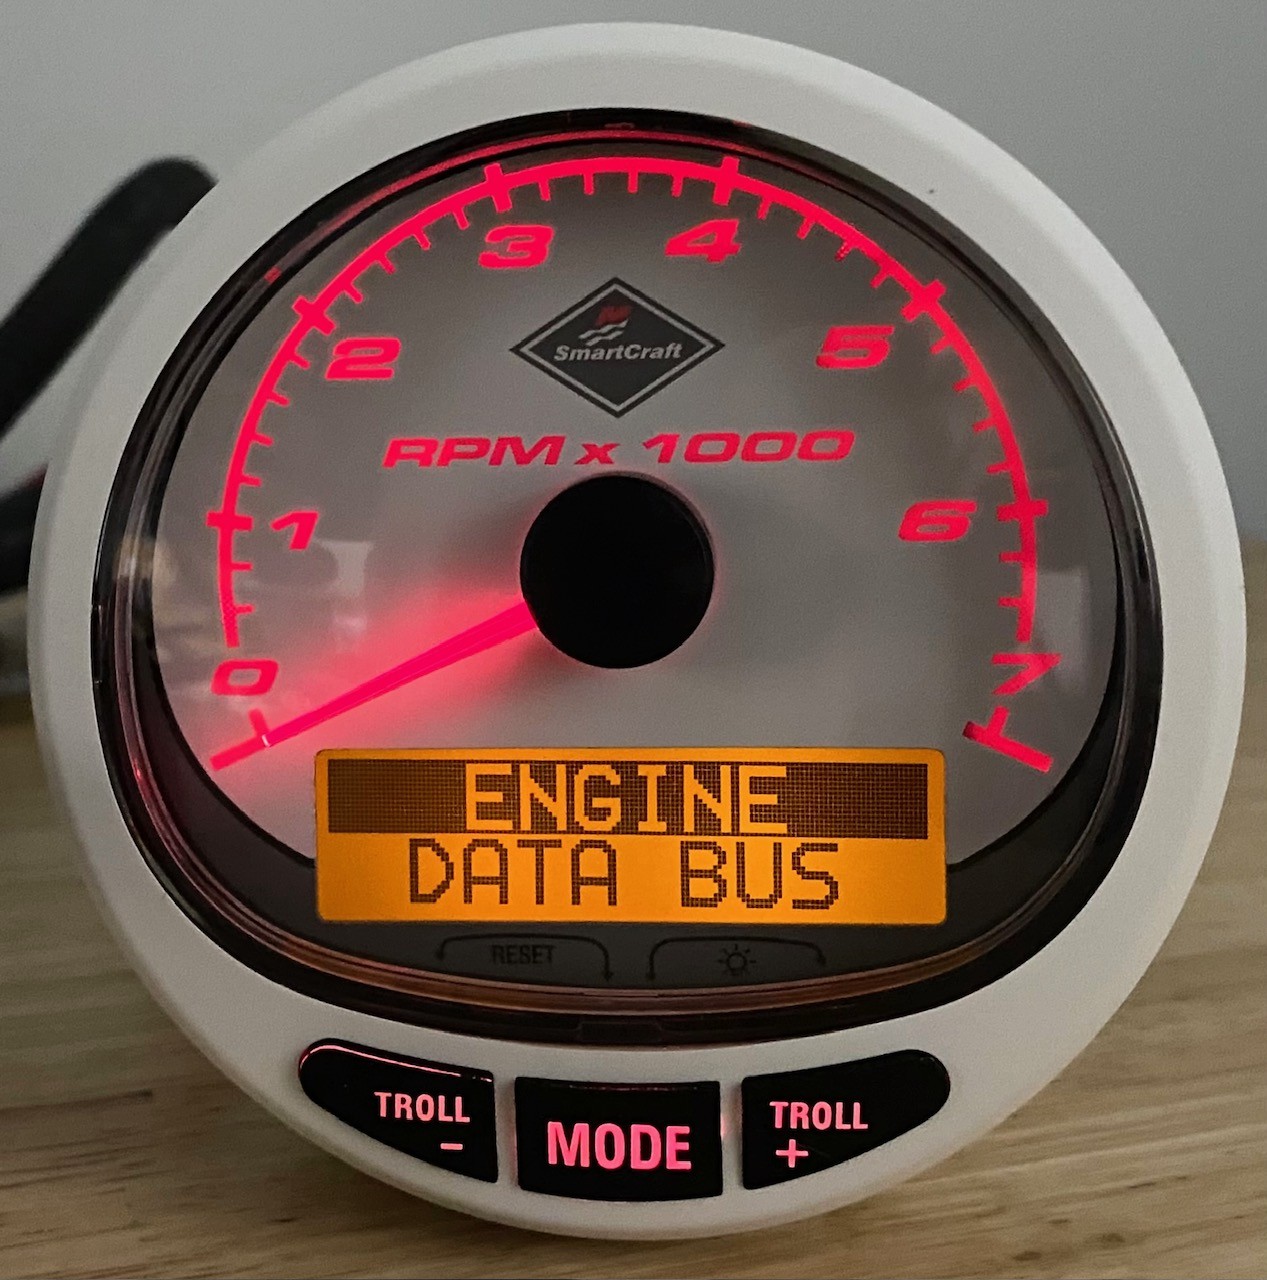 3 4
2 5
SmartCraft
RPM x 1000
1 6
0 7
ENGINE
DATA BUS
RESET
TROLL - MODE TROLL +